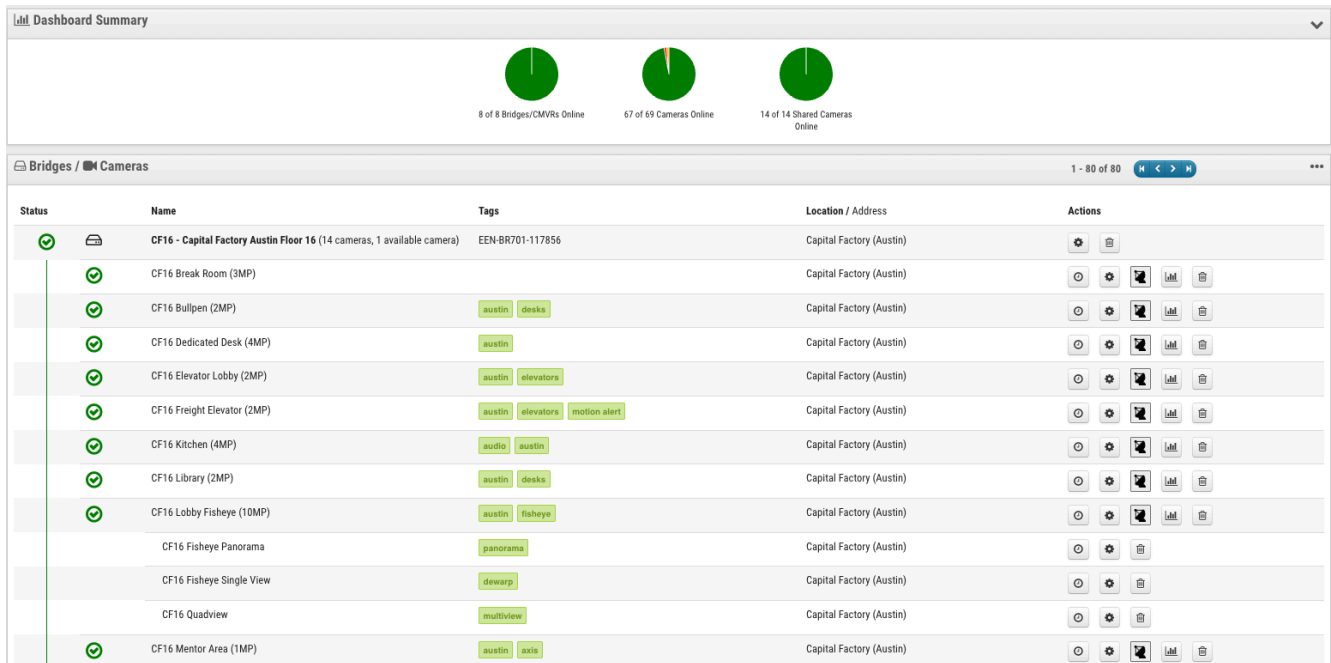 Dashboard Summary
8 of 8 Bridges/CMVRs Online
67 of 69 Cameras Online
14 of 14 Shared Cameras
Online
Bridges / Cameras
1 - 80 of 80
Status Name Tags Location / Address Actions
CF16 - Capital Factory Austin Floor 16 (14 cameras, 1 available camera) EEN-BR701-117856 Capital Factory (Austin)
CF16 Break Room (3MP) Capital Factory (Austin)
CF16 Bullpen (2MP) austin desks Capital Factory (Austin)
CF16 Dedicated Desk (4MP) austin Capital Factory (Austin)
CF16 Elevator Lobby (2MP) austin elevators Capital Factory (Austin)
CF16 Freight Elevator (2MP) austin elevators motion alert Capital Factory (Austin)
CF16 Kitchen (4MP) audio austin Capital Factory (Austin)
CF16 Library (2MP) austin desks Capital Factory (Austin)
CF16 Lobby Fisheye (10MP) austin fisheye Capital Factory (Austin)
CF16 Fisheye Panorama panorama Capital Factory (Austin)
CF16 Fisheye Single View dewarp Capital Factory (Austin)
CF16 Quadview multiview Capital Factory (Austin)
CF16 Mentor Area (1MP) austin axis Capital Factory (Austin)